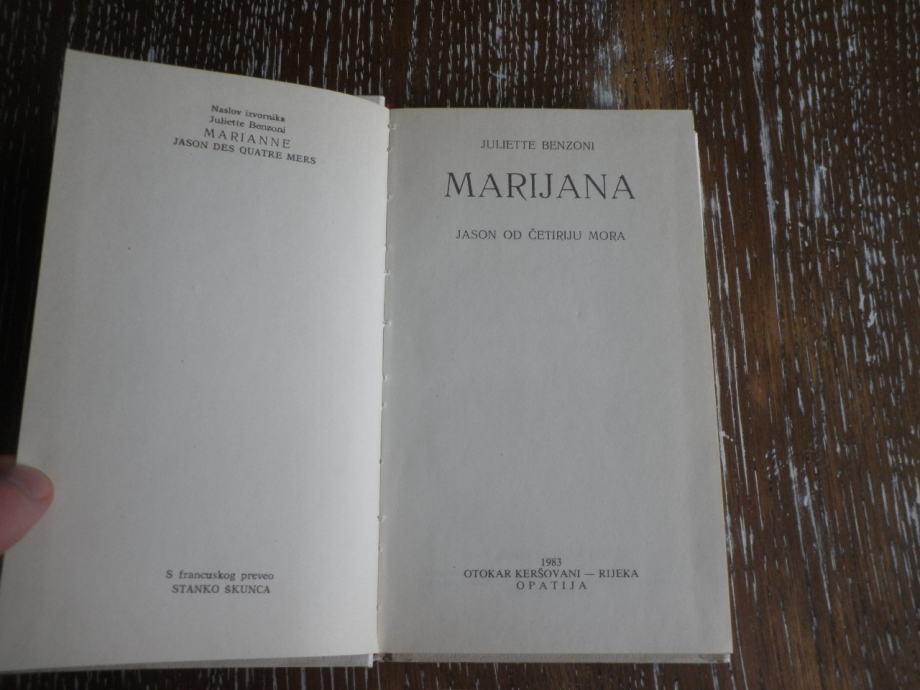 Naslov izvornika
Juliette Benzoni
MARIANNE
JASON DES QUATRE MERS
S francuskog preveo
STANKO ŠKUNCA
JULIETTE BENZONI
MARIJANA
JASON OD ČETIRIJU MORA
1983
OTOKAR KERŠOVANI — RIJEKA
OPATIJA